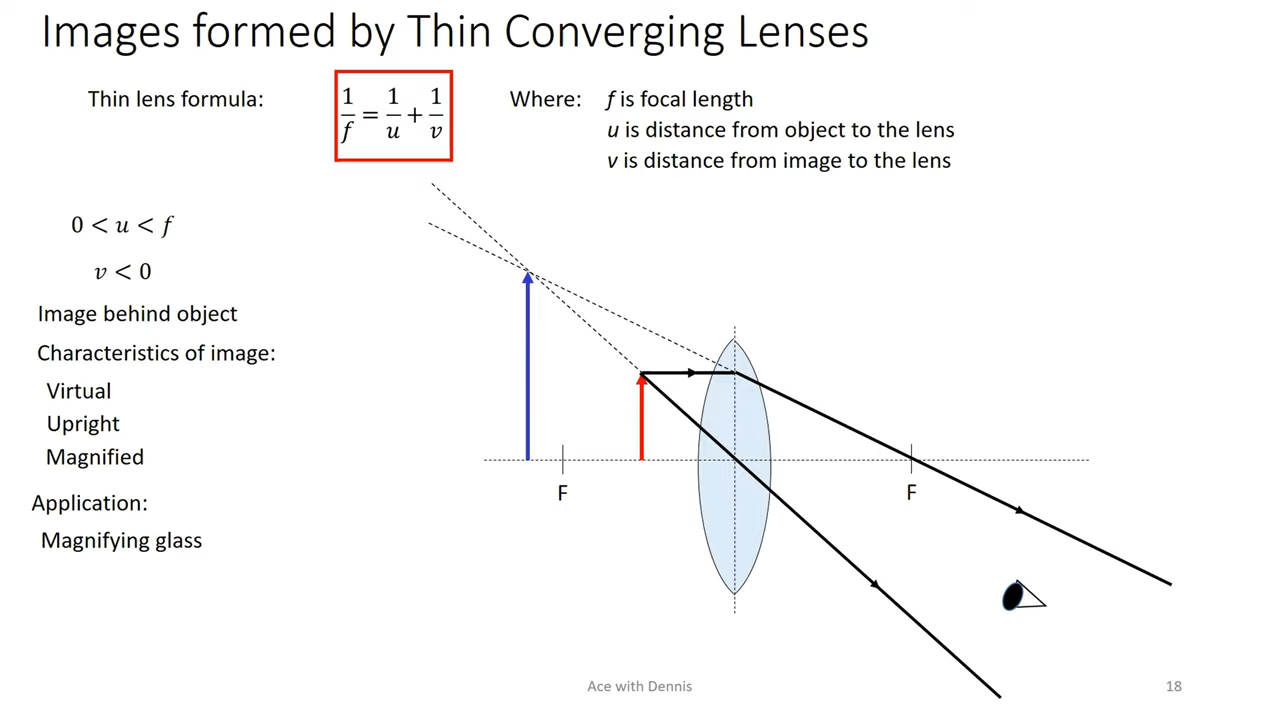 Images formed by Thin Converging Lenses
Thin lens formula:
1/f = 1/u + 1/v
Where: f is focal length
u is distance from object to the lens
v is distance from image to the lens
0 < u < f
v < 0
Image behind object
Characteristics of image:
Virtual
Upright
Magnified
Application:
Magnifying glass
F
F
Ace with Dennis
18